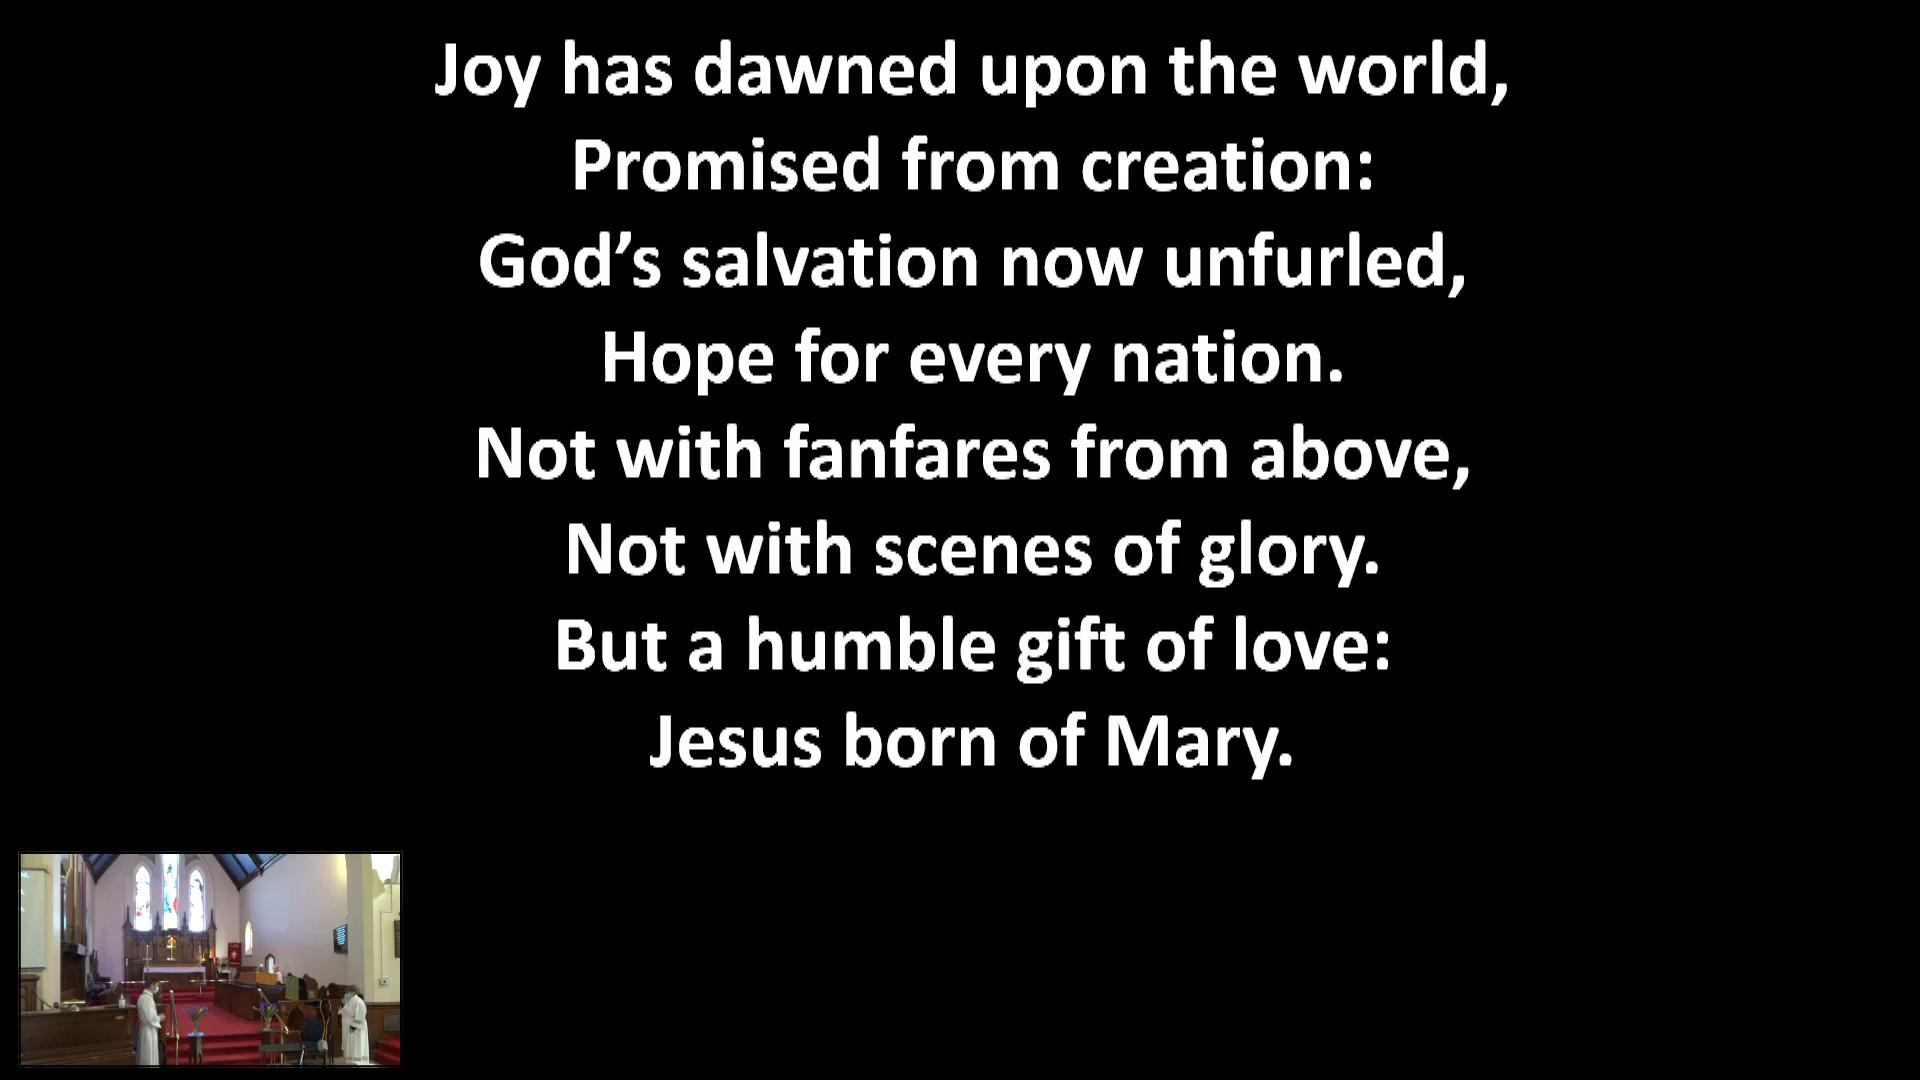 Joy has dawned upon the world,
Promised from creation:
God’s salvation now unfurled,
Hope for every nation.
Not with fanfares from above,
Not with scenes of glory.
But a humble gift of love:
Jesus born of Mary.